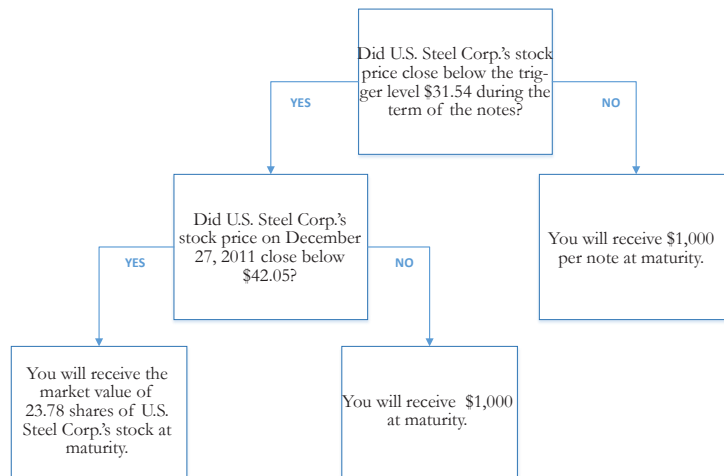 Did U.S. Steel Corp.'s stock
price close below the trig-
ger level $31.54 during the
term of the notes?
YES
NO
Did U.S. Steel Corp.'s
stock price on December
27, 2011 close below
$42.05?
You will receive $1,000
per note at maturity.
YES
NO
You will receive the
market value of
23.78 shares of U.S.
Steel Corp.'s stock at
maturity.
You will receive $1,000
at maturity.